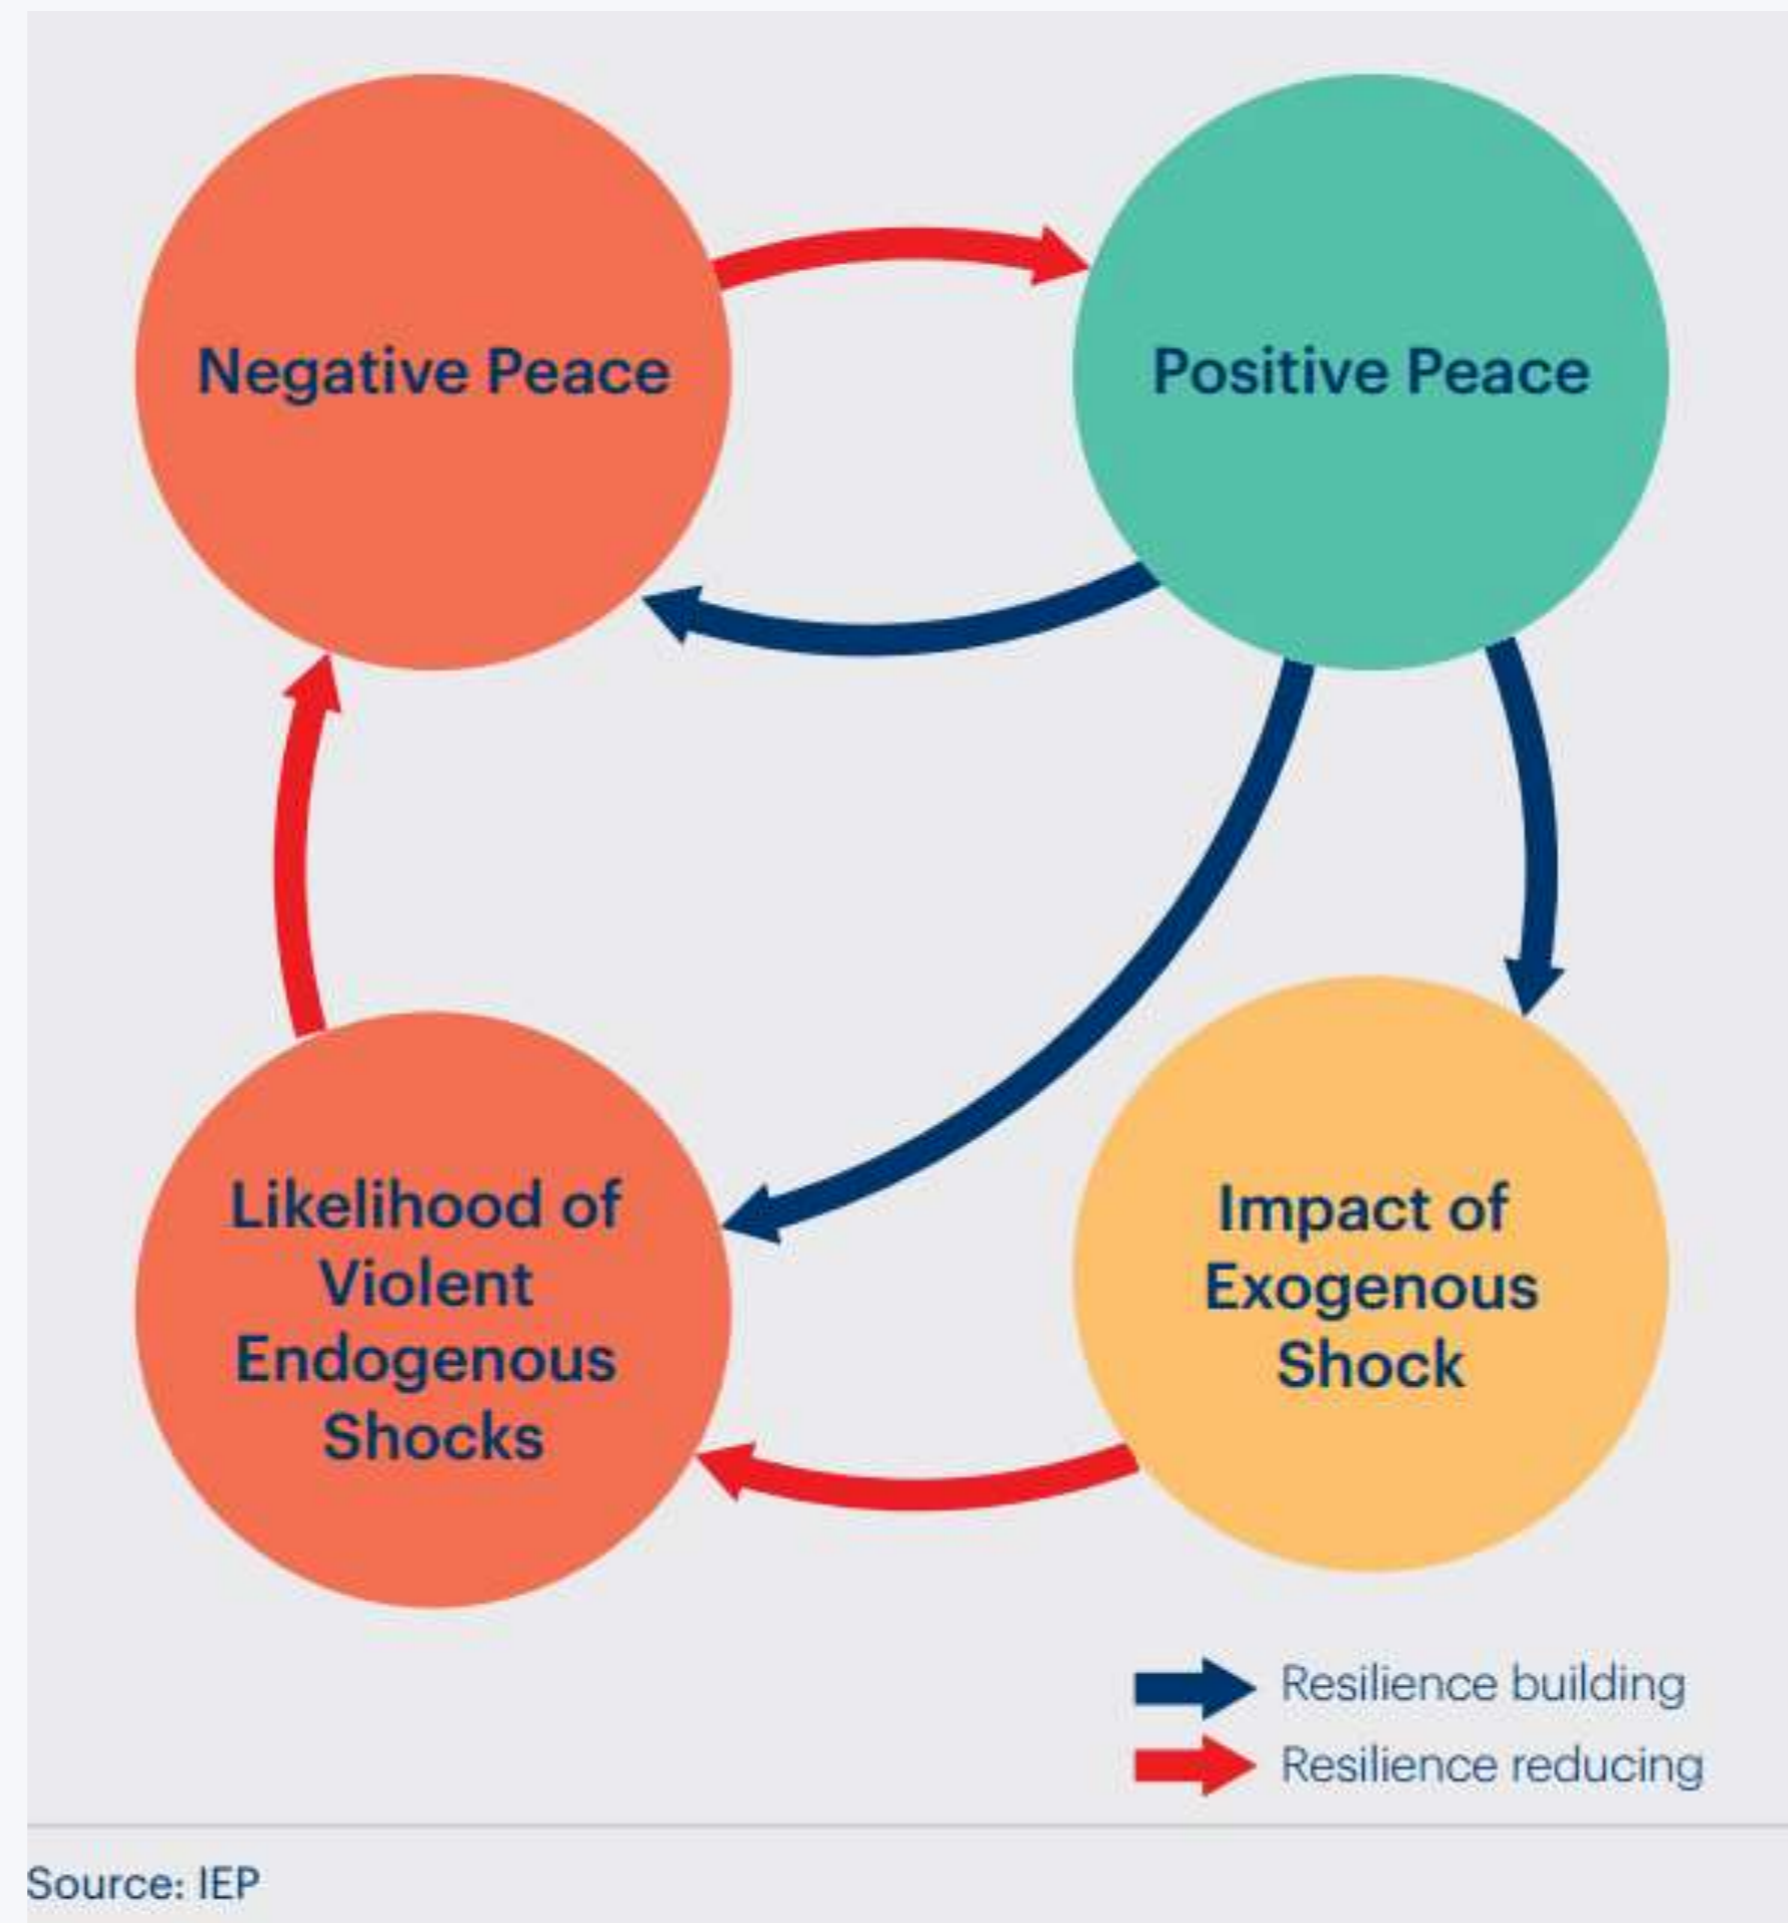 Negative Peace
Positive Peace
Likelihood of
Violent
Endogenous
Shocks
Impact of
Exogenous
Shock
Resilience building
Resilience reducing
Source: IEP